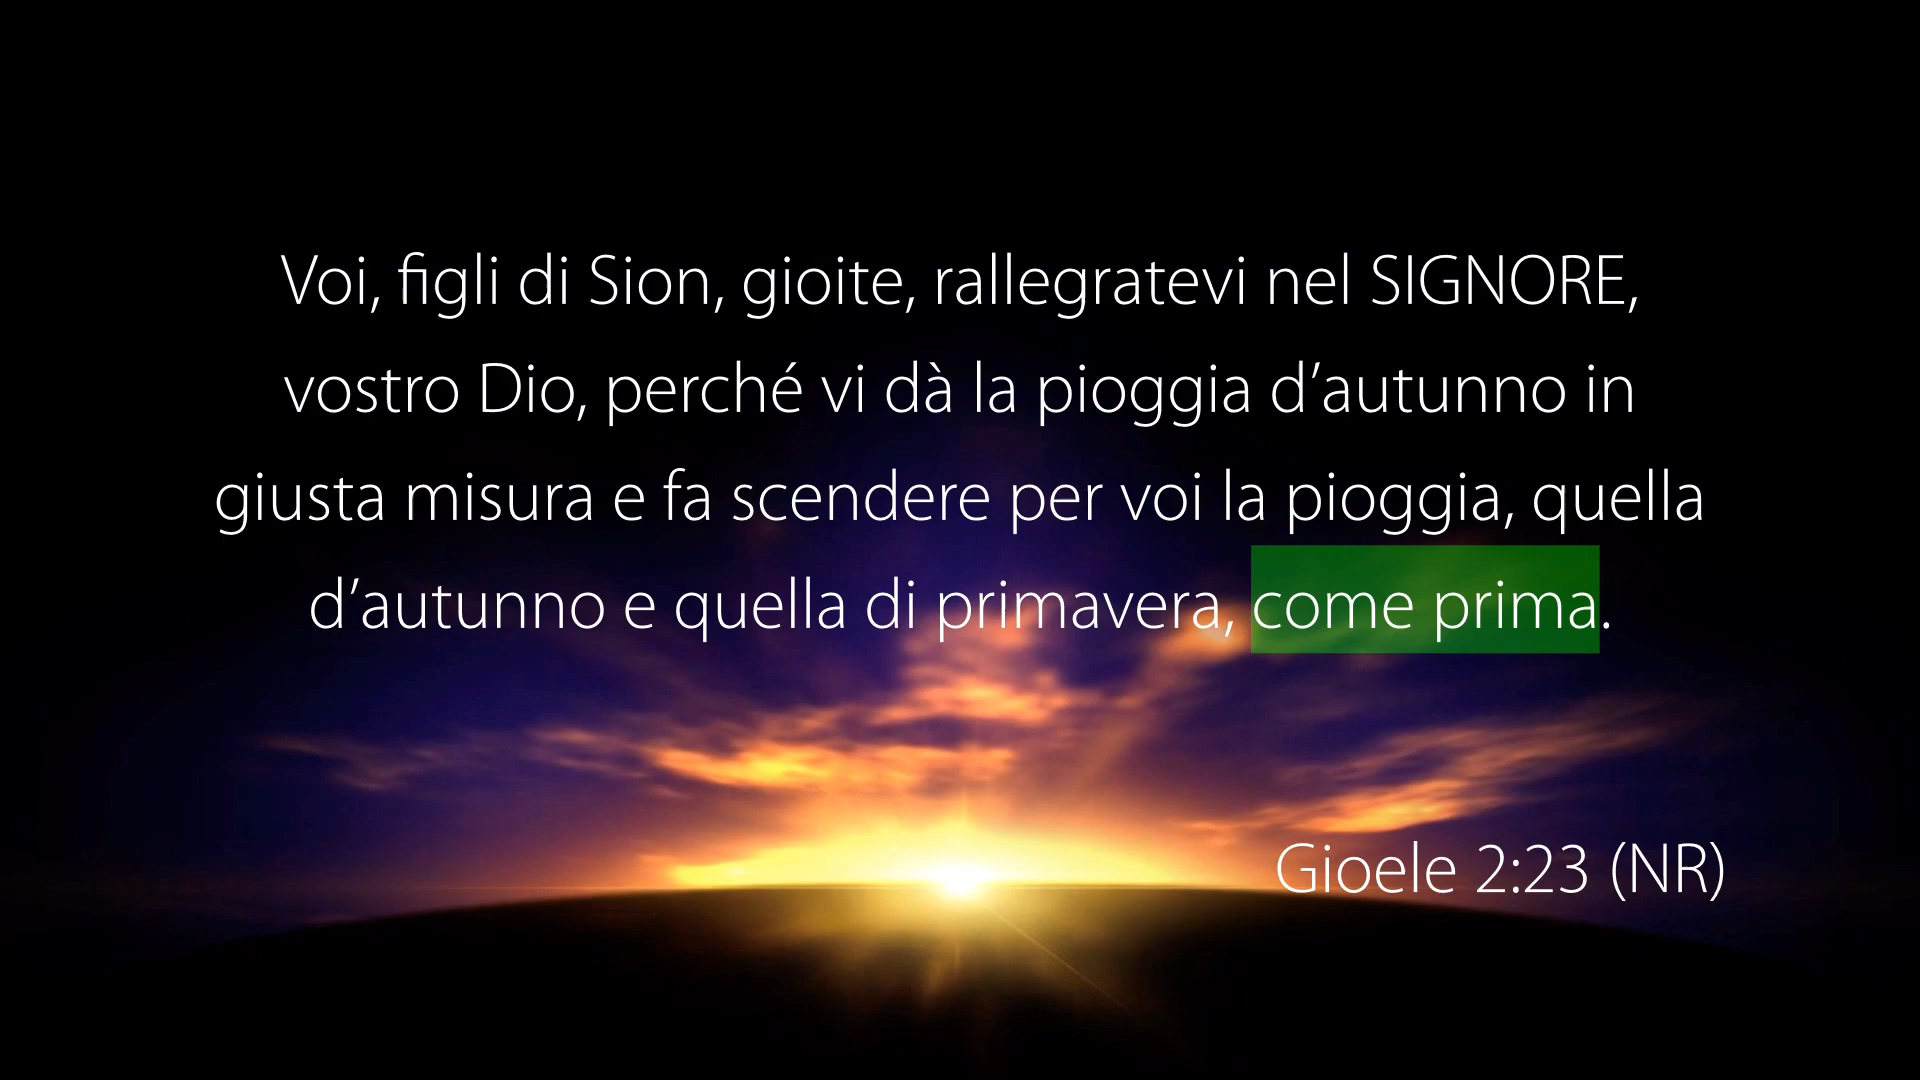 Voi, figli di Sion, gioite, rallegratevi nel SIGNORE,
vostro Dio, perché vi dà la pioggia d’autunno in
giusta misura e fa scendere per voi la pioggia, quella
d’autunno e quella di primavera, come prima.
Gioele 2:23 (NR)